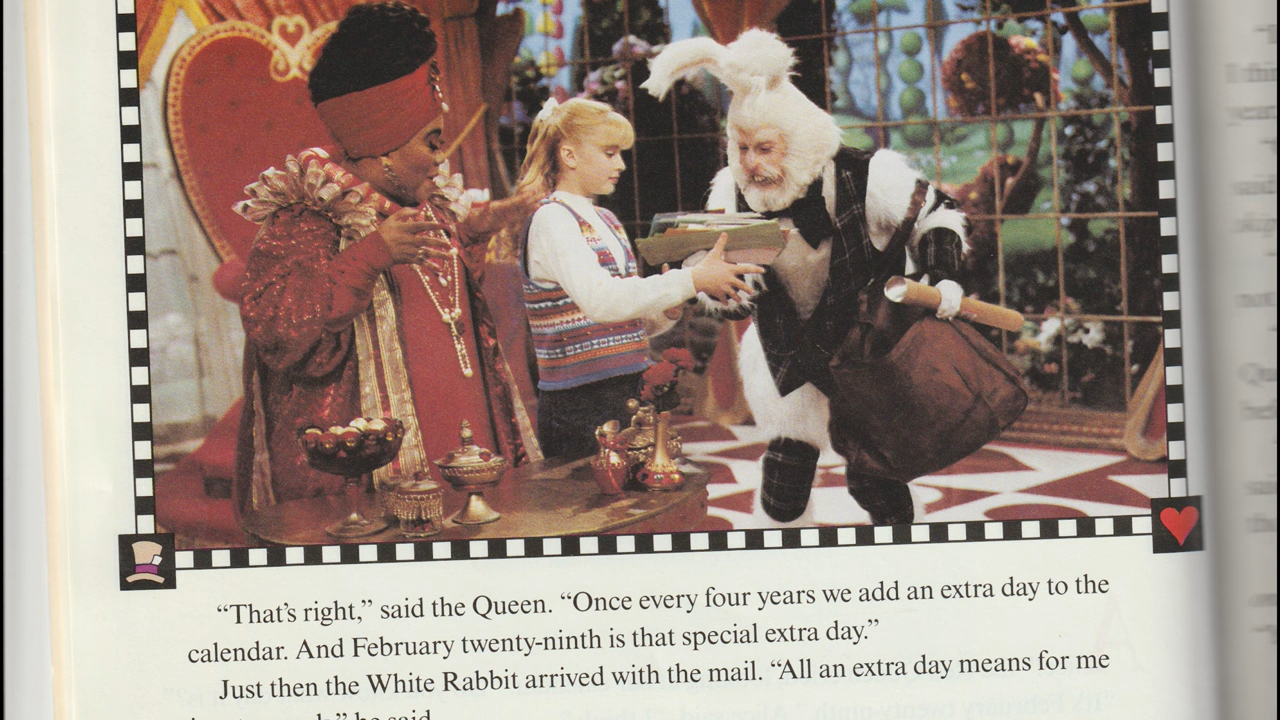 “That’s right,” said the Queen. “Once every four years we add an extra day to the
calendar. And February twenty-ninth is that special extra day.”
Just then the White Rabbit arrived with the mail. “All an extra day means for me
he said